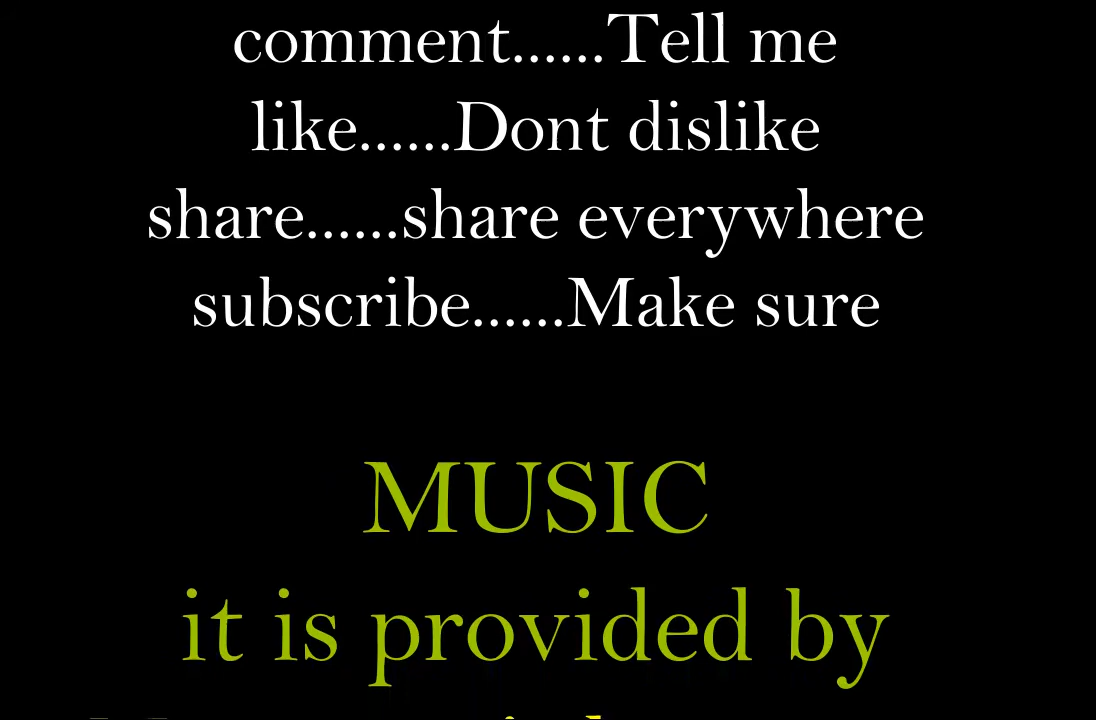 comment......Tell me
like......Dont dislike
share......share everywhere
subscribe......Make sure
MUSIC
it is provided by